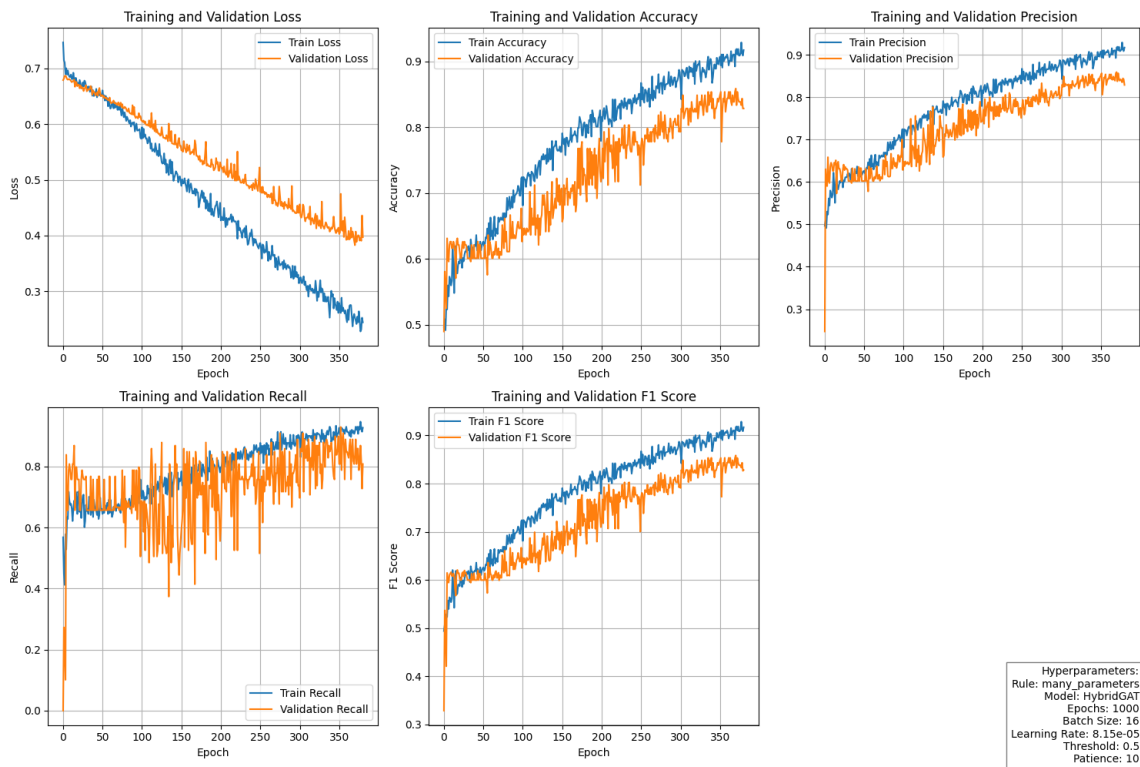 Training and Validation Loss
Train Loss
Validation Loss
0.7
0.6
0.5
0.4
0.3
Loss
0 50 100 150 200 250 300 350
Epoch
Training and Validation Accuracy
Train Accuracy
Validation Accuracy
0.9
0.8
0.7
0.6
0.5
Accuracy
0 50 100 150 200 250 300 350
Epoch
Training and Validation Precision
Train Precision
Validation Precision
0.9
0.8
0.7
0.6
0.5
0.4
0.3
Precision
0 50 100 150 200 250 300 350
Epoch
Training and Validation Recall
0.8
0.6
0.4
0.2
0.0
Recall
Train Recall
Validation Recall
0 50 100 150 200 250 300 350
Epoch
Training and Validation F1 Score
Train F1 Score
Validation F1 Score
0.9
0.8
0.7
0.6
0.5
0.4
0.3
F1 Score
0 50 100 150 200 250 300 350
Epoch
Hyperparameters:
Rule: many_parameters
Model: HybridGAT
Epochs: 1000
Batch Size: 16
Learning Rate: 8.15e-05
Threshold: 0.5
Patience: 10